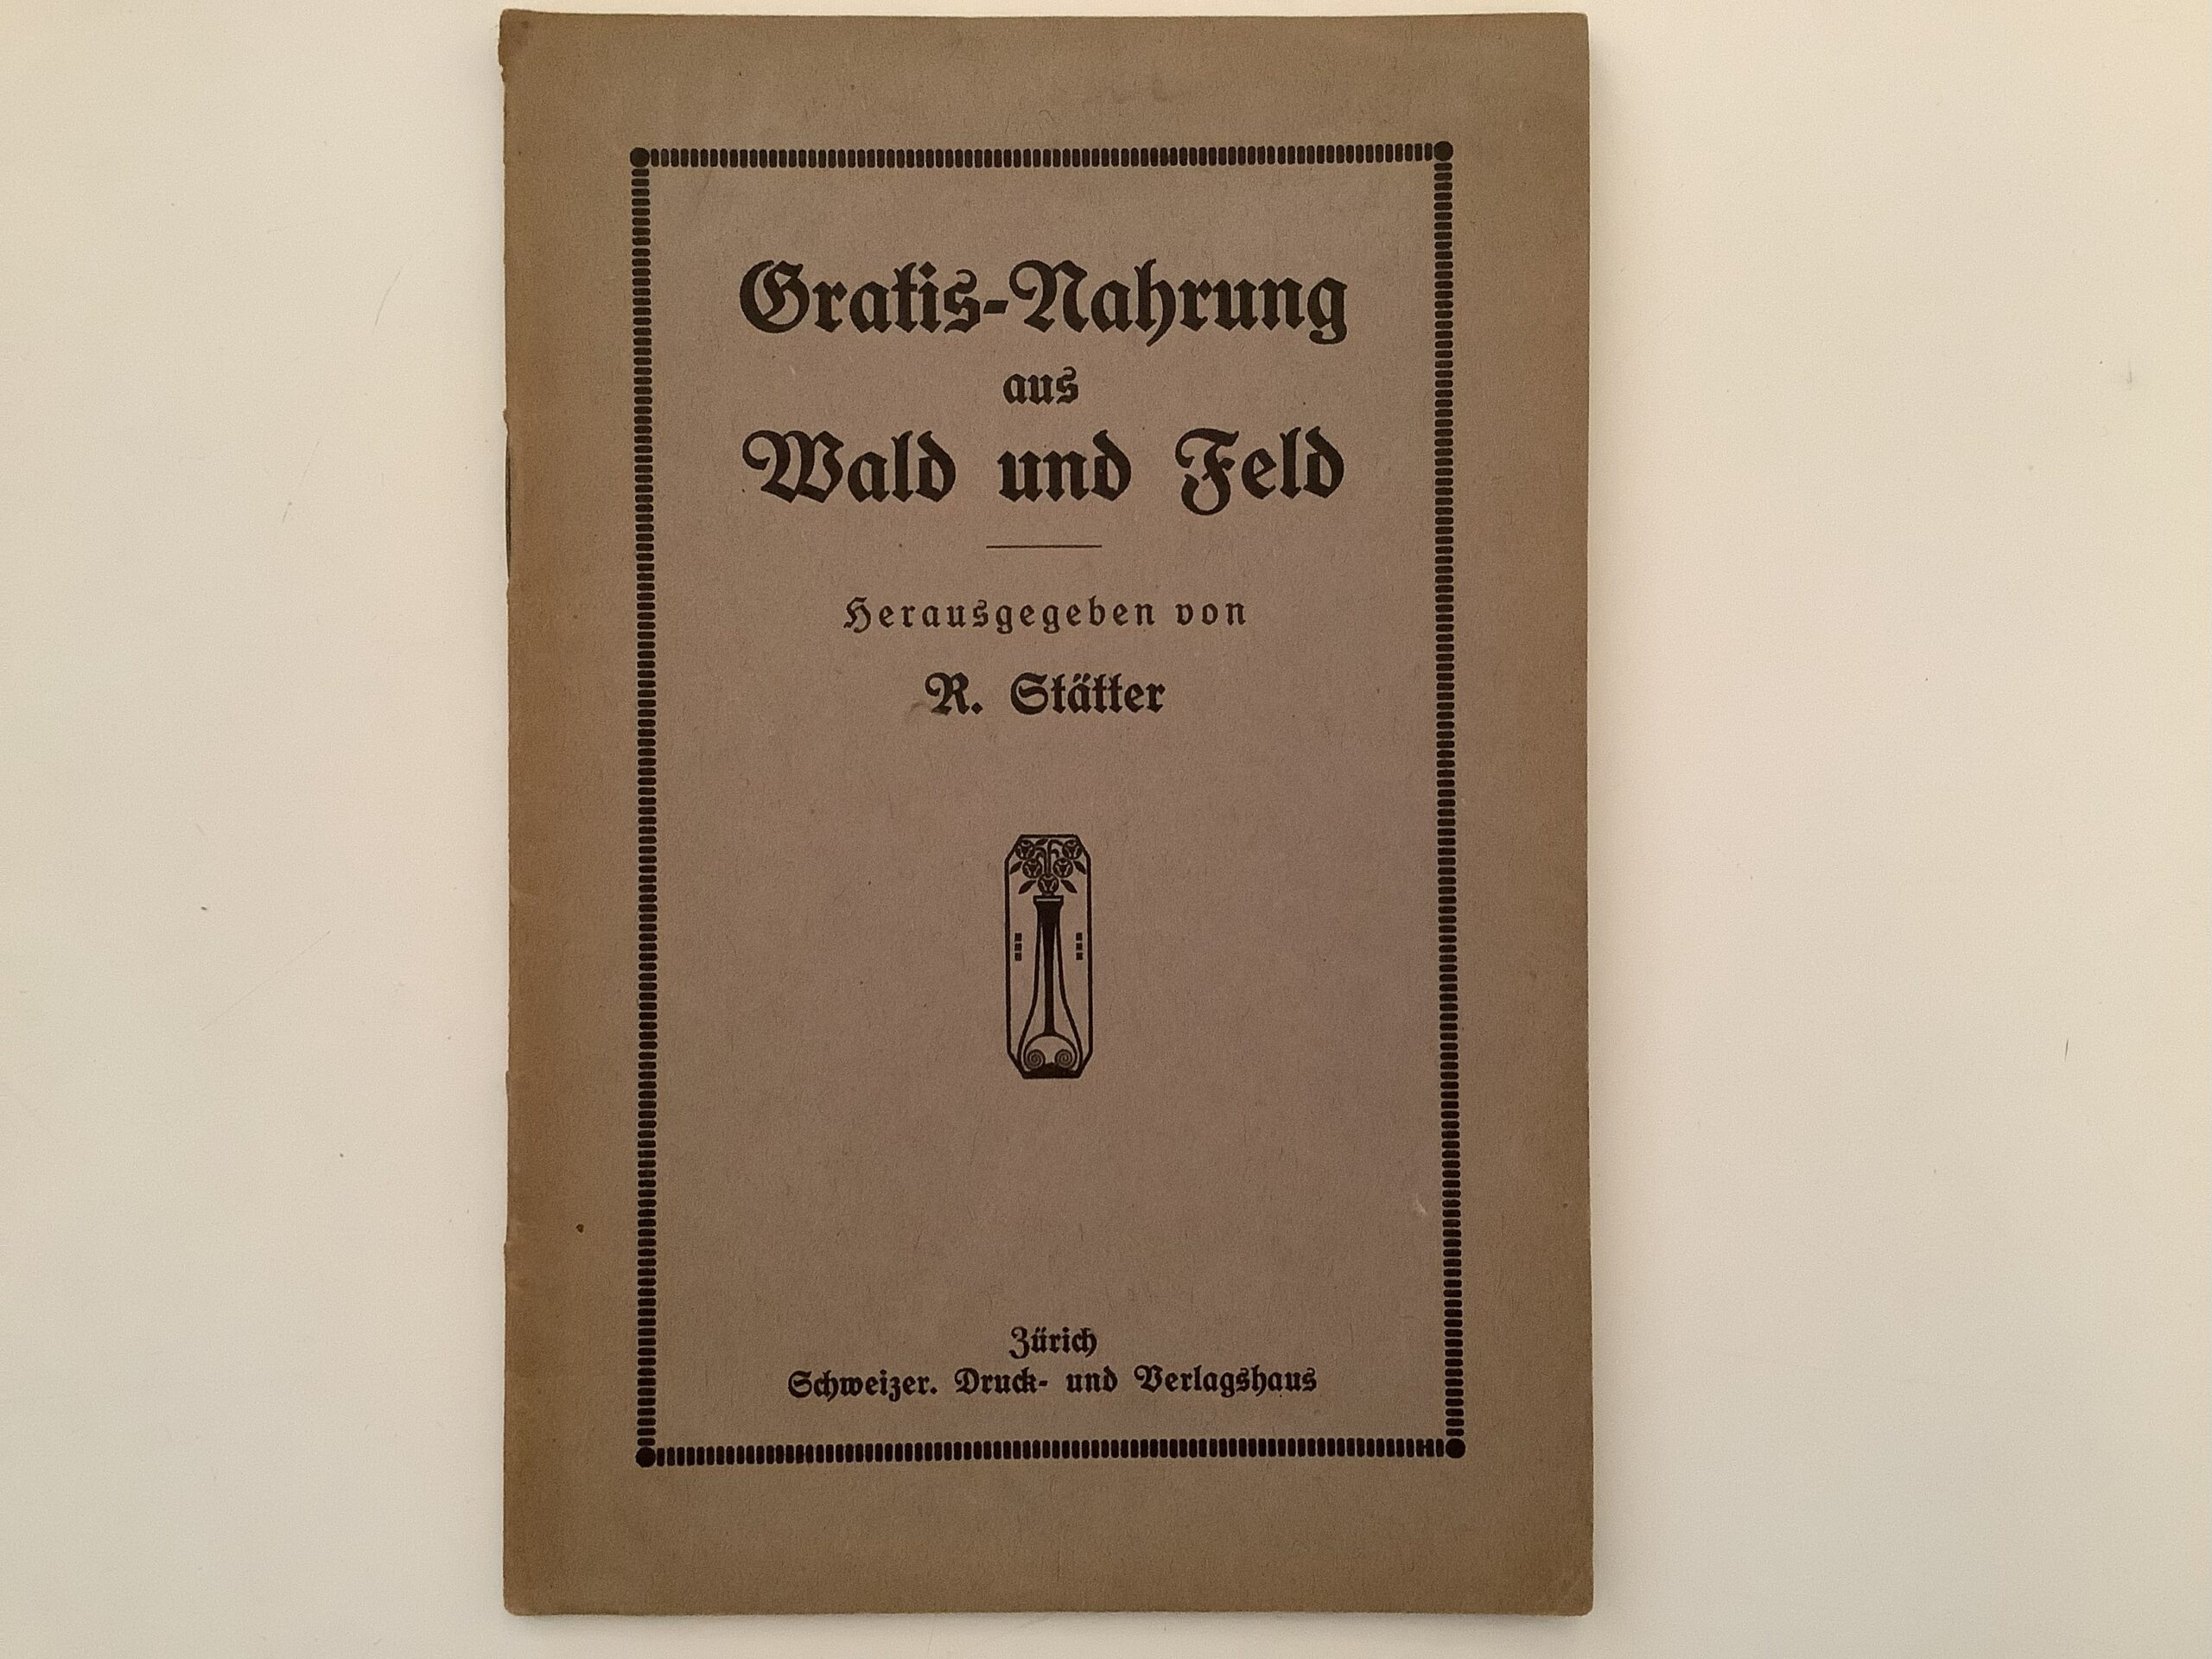 Gratis-Nahrung
aus
Wald und Feld
Herausgegeben von
R. Stätter
Zürich
Schweizer. Druck- und Verlagshaus